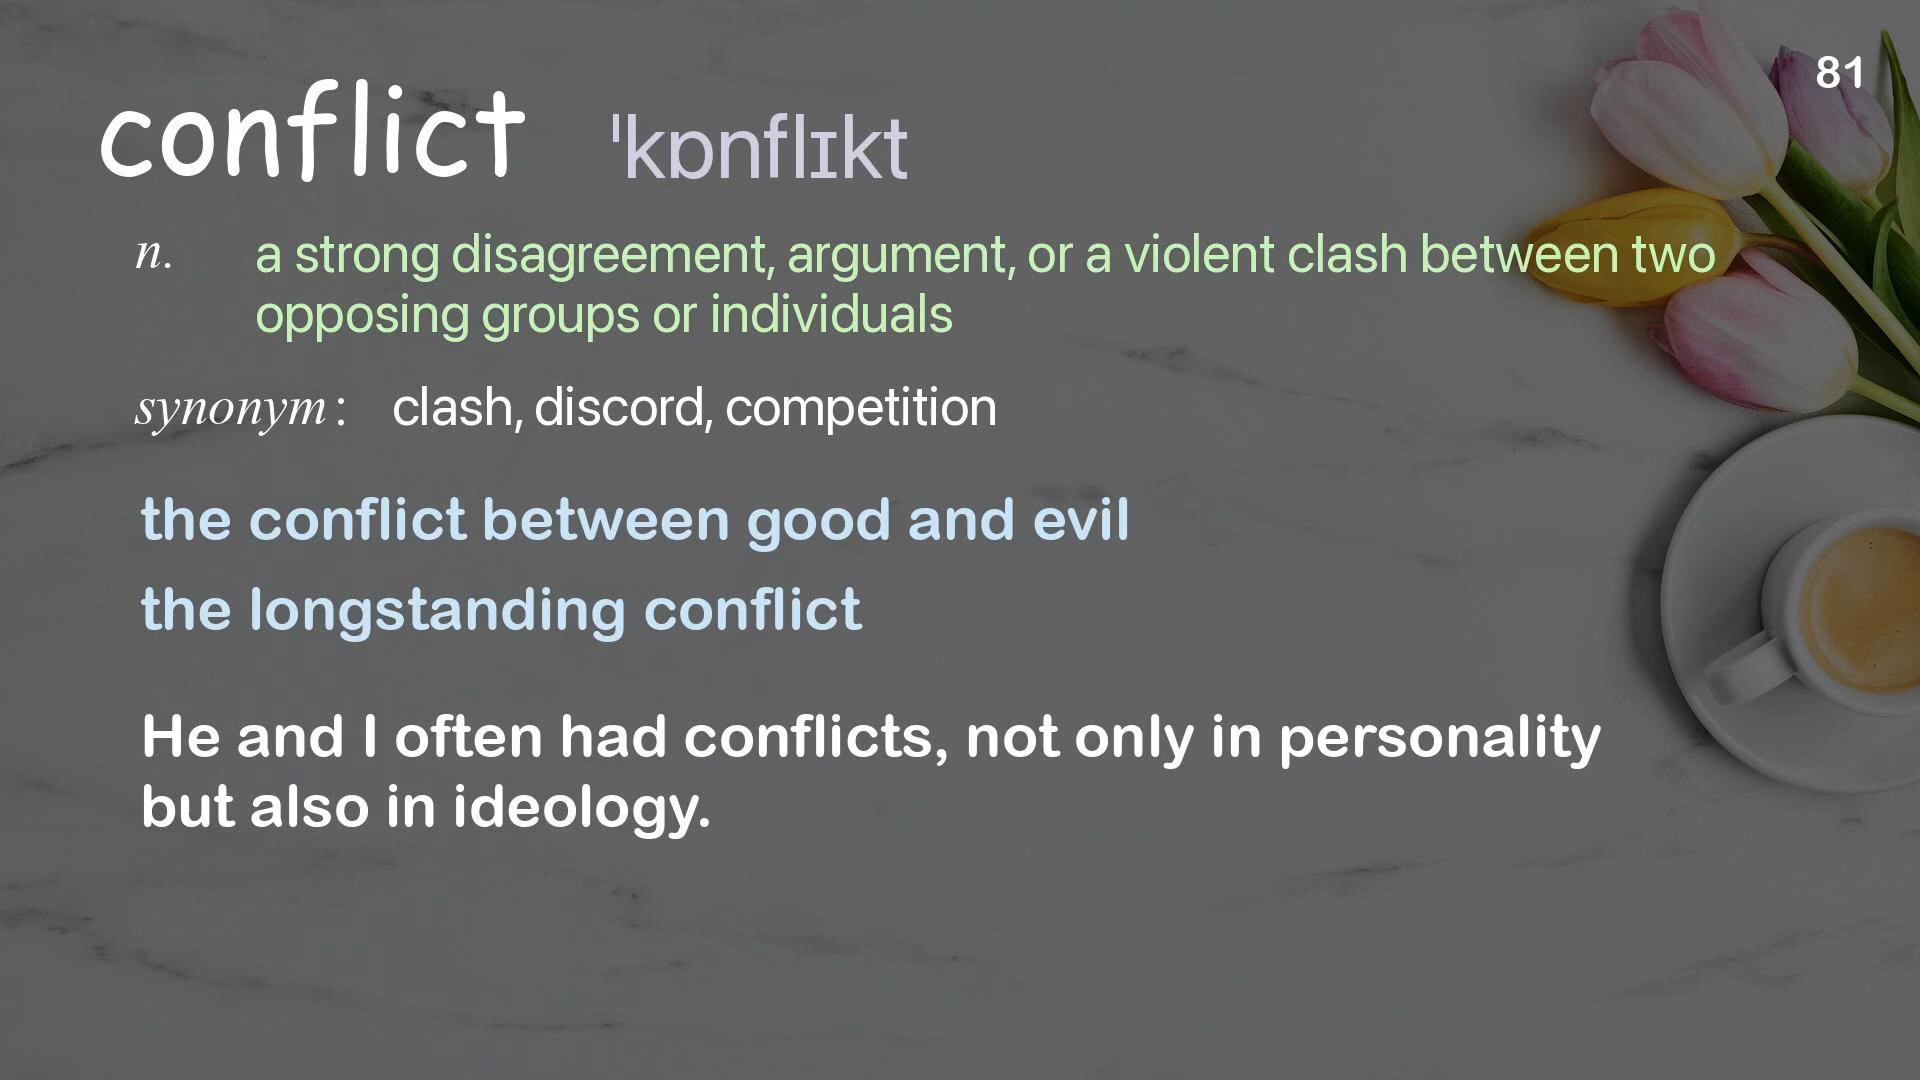 81
conflict ˈkɒnflɪkt
n. a strong disagreement, argument, or a violent clash between two
opposing groups or individuals
synonym : clash, discord, competition
the conflict between good and evil
the longstanding conflict
He and I often had conflicts, not only in personality
but also in ideology.